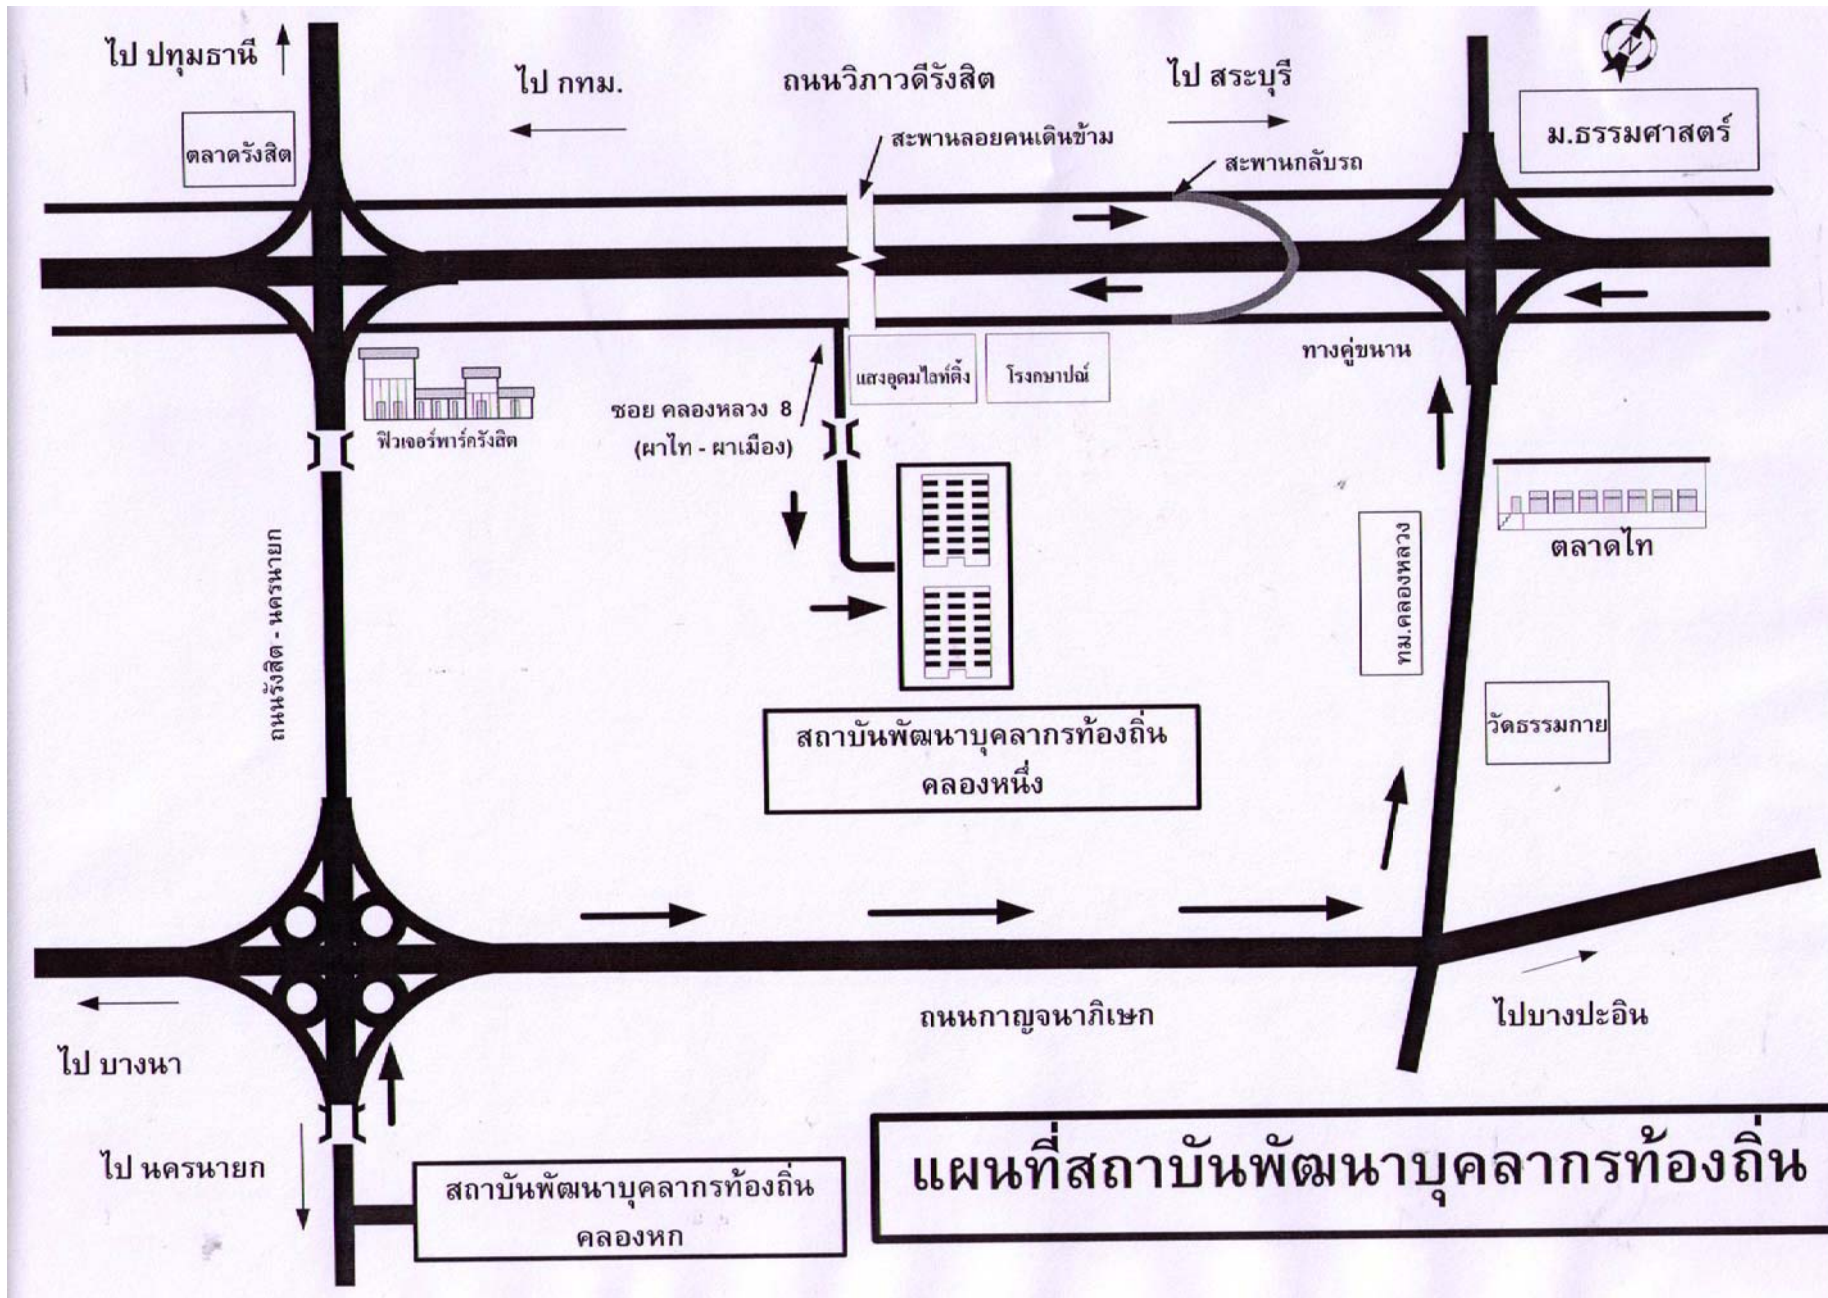 ไป ปทุมธานี
ไป กทม.
ถนนวิภาวดีรังสิต
ไป สระบุรี
N
ม.ธรรมศาสตร์
ตลาดรังสิต
สะพานลอยคนเดินข้าม
สะพานกลับรถ
ทางคู่ขนาน
แสงอุดมไลท์ติ้ง
โรงกษาปณ์
ซอย คลองหลวง 8
(ผาไท - ผาเมือง)
ฟิวเจอร์พาร์กรังสิต
ถนนรังสิต - นครนายก
ทม.คลองหลวง
ตลาดไท
วัดธรรมกาย
สถาบันพัฒนาบุคลากรท้องถิ่น
คลองหนึ่ง
ถนนกาญจนาภิเษก
ไปบางปะอิน
ไป บางนา
ไป นครนายก
สถาบันพัฒนาบุคลากรท้องถิ่น
คลองหก
แผนที่สถาบันพัฒนาบุคลากรท้องถิ่น